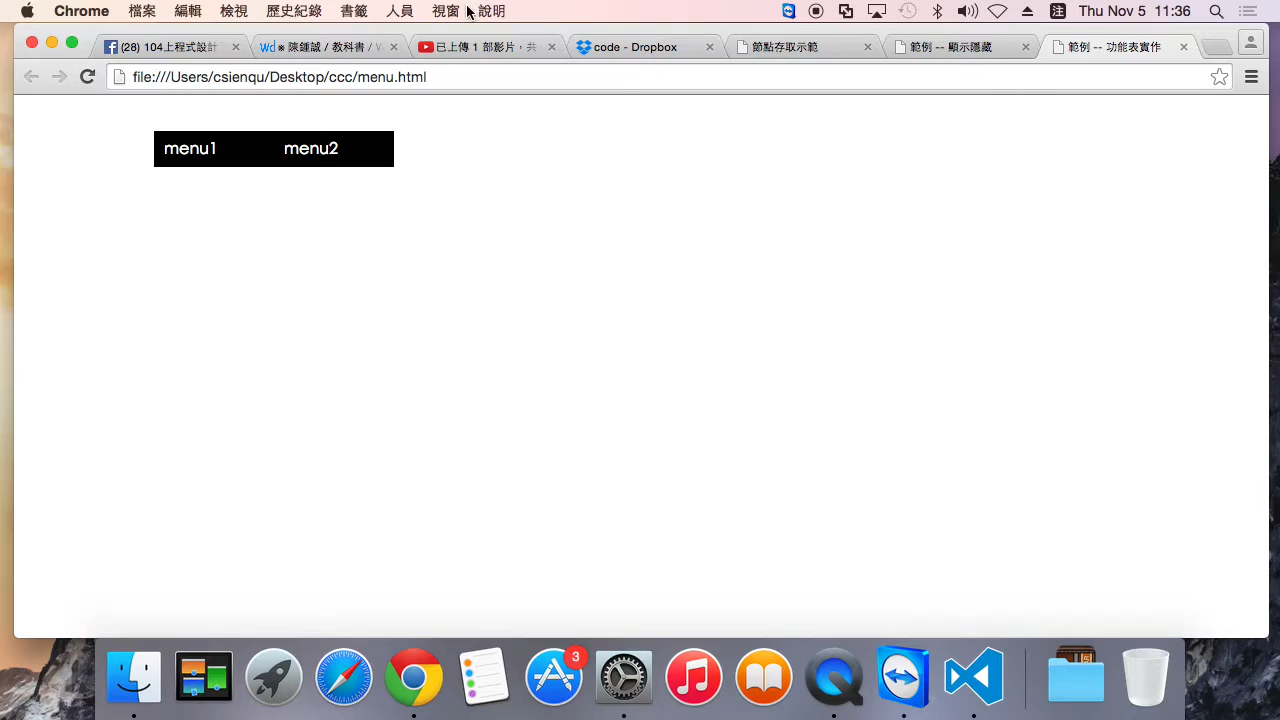 Chrome 檔案 編輯 檢視 歷史紀錄 書籤 人員 視窗 說明 注 Thu Nov 5 11:36
(28) 104上程式設計 Wd ※ 陳鍾誠 / 教科書 / W 已上傳 1 部影片，共 code - Dropbox 節點存取： 範例 -- 顯示隱藏 範例 -- 功能表實作
file:///Users/csienqu/Desktop/ccc/menu.html
menu1 menu2
3